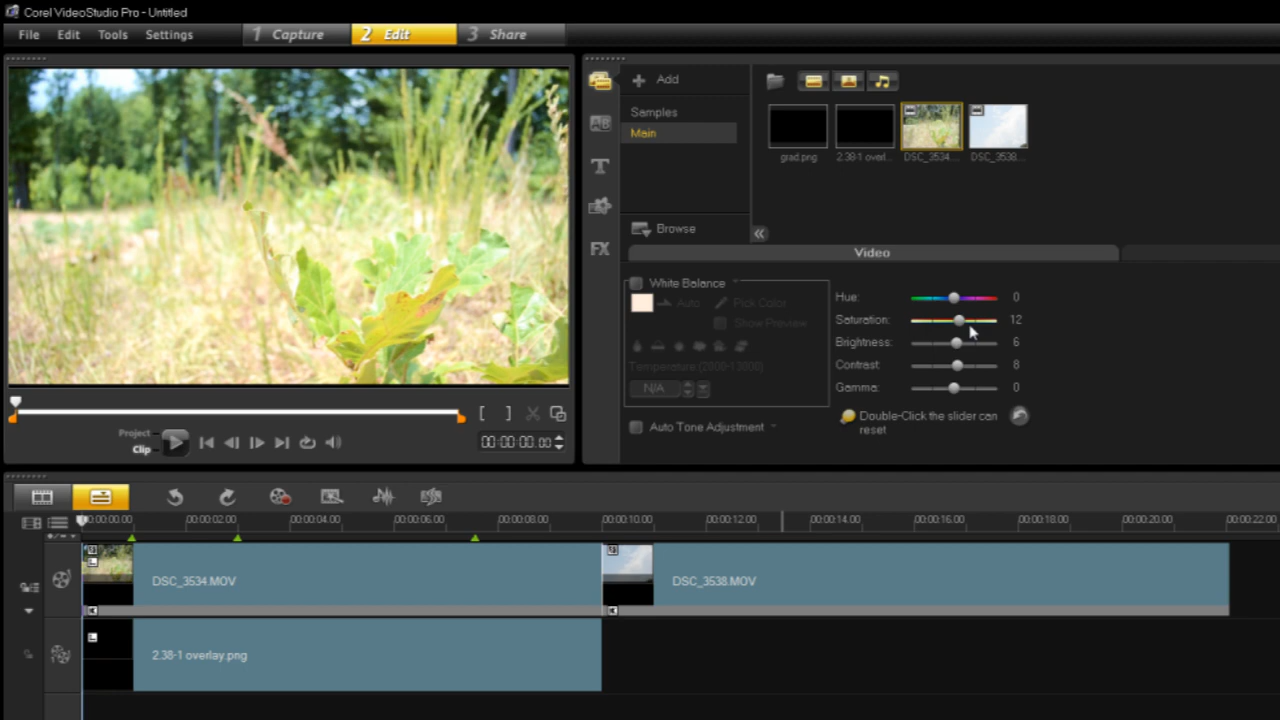 Corel VideoStudio Pro - Untitled
File Edit Tools Settings 1 Capture 2 Edit 3 Share
Add
Samples
Main
grad.png 2.38-1 overl... DSC_3534.... DSC_3538....
Browse
Video
White Balance
Auto Pick Color
Show Preview
Temperature (2000-13000)
N/A
Auto Tone Adjustment
Hue: 0
Saturation: 12
Brightness: 6
Contrast: 8
Gamma: 0
Double-Click the slider can
reset
Project
Clip
[ ] 00:00:00.00
FX
00:00:00.00 00:00:02.00 00:00:04.00 00:00:06.00 00:00:08.00 00:00:10.00 00:00:12.00 00:00:14.00 00:00:16.00 00:00:18.00 00:00:20.00 00:00:22.00
DSC_3534.MOV DSC_3538.MOV
2.38-1 overlay.png